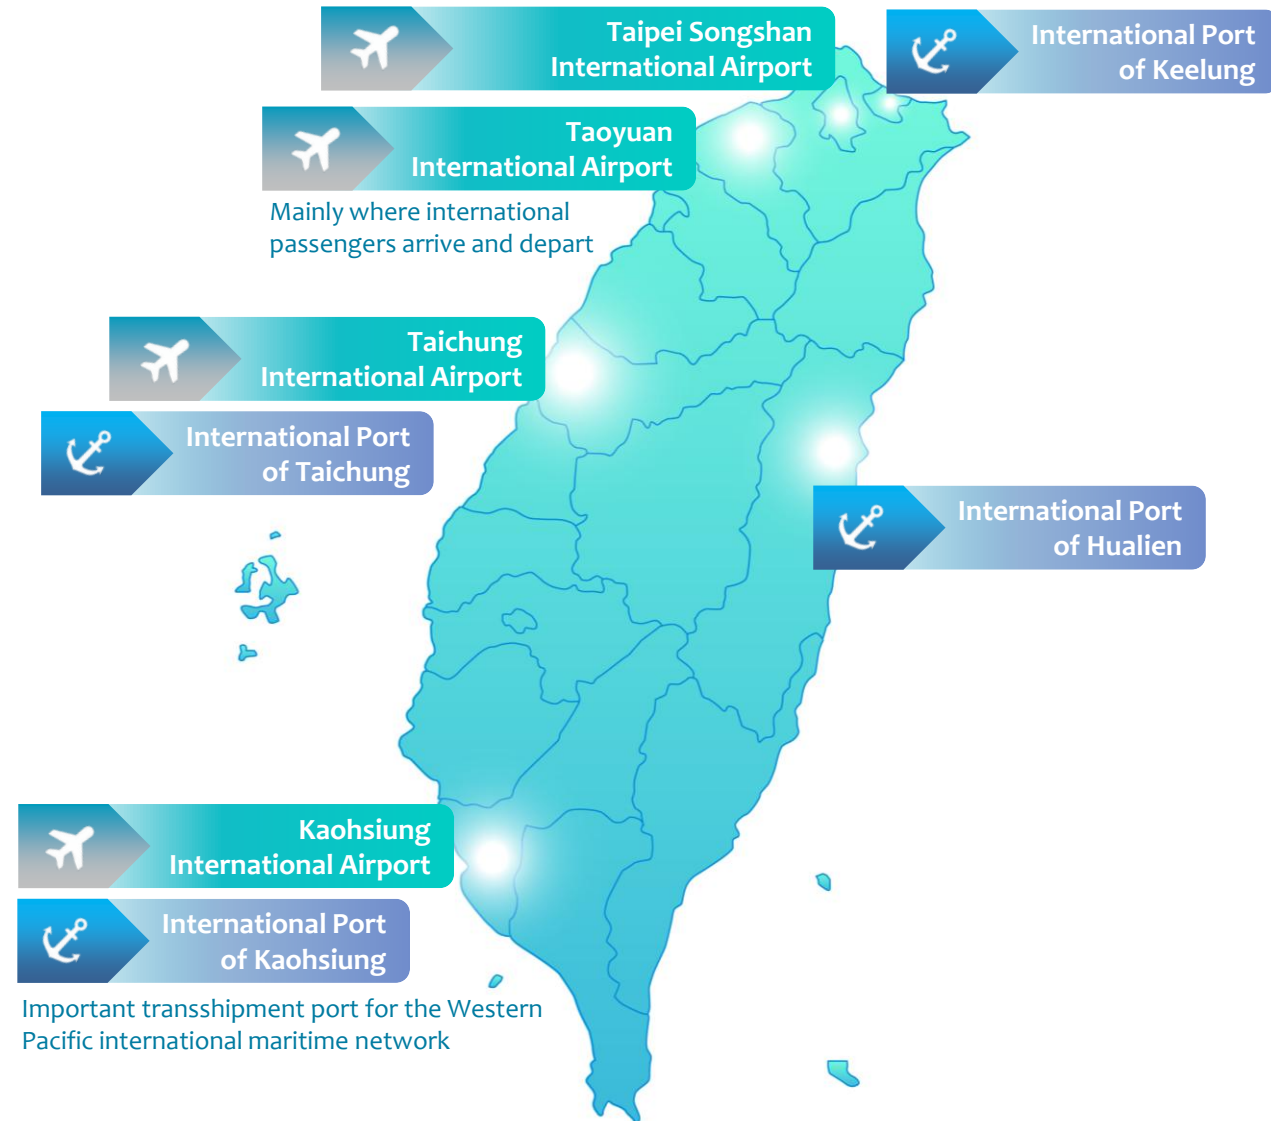 Taipei Songshan
International Airport
International Port
of Keelung
Taoyuan
International Airport
Mainly where international
passengers arrive and depart
Taichung
International Airport
International Port
of Taichung
International Port
of Hualien
Kaohsiung
International Airport
International Port
of Kaohsiung
Important transshipment port for the Western
Pacific international maritime network